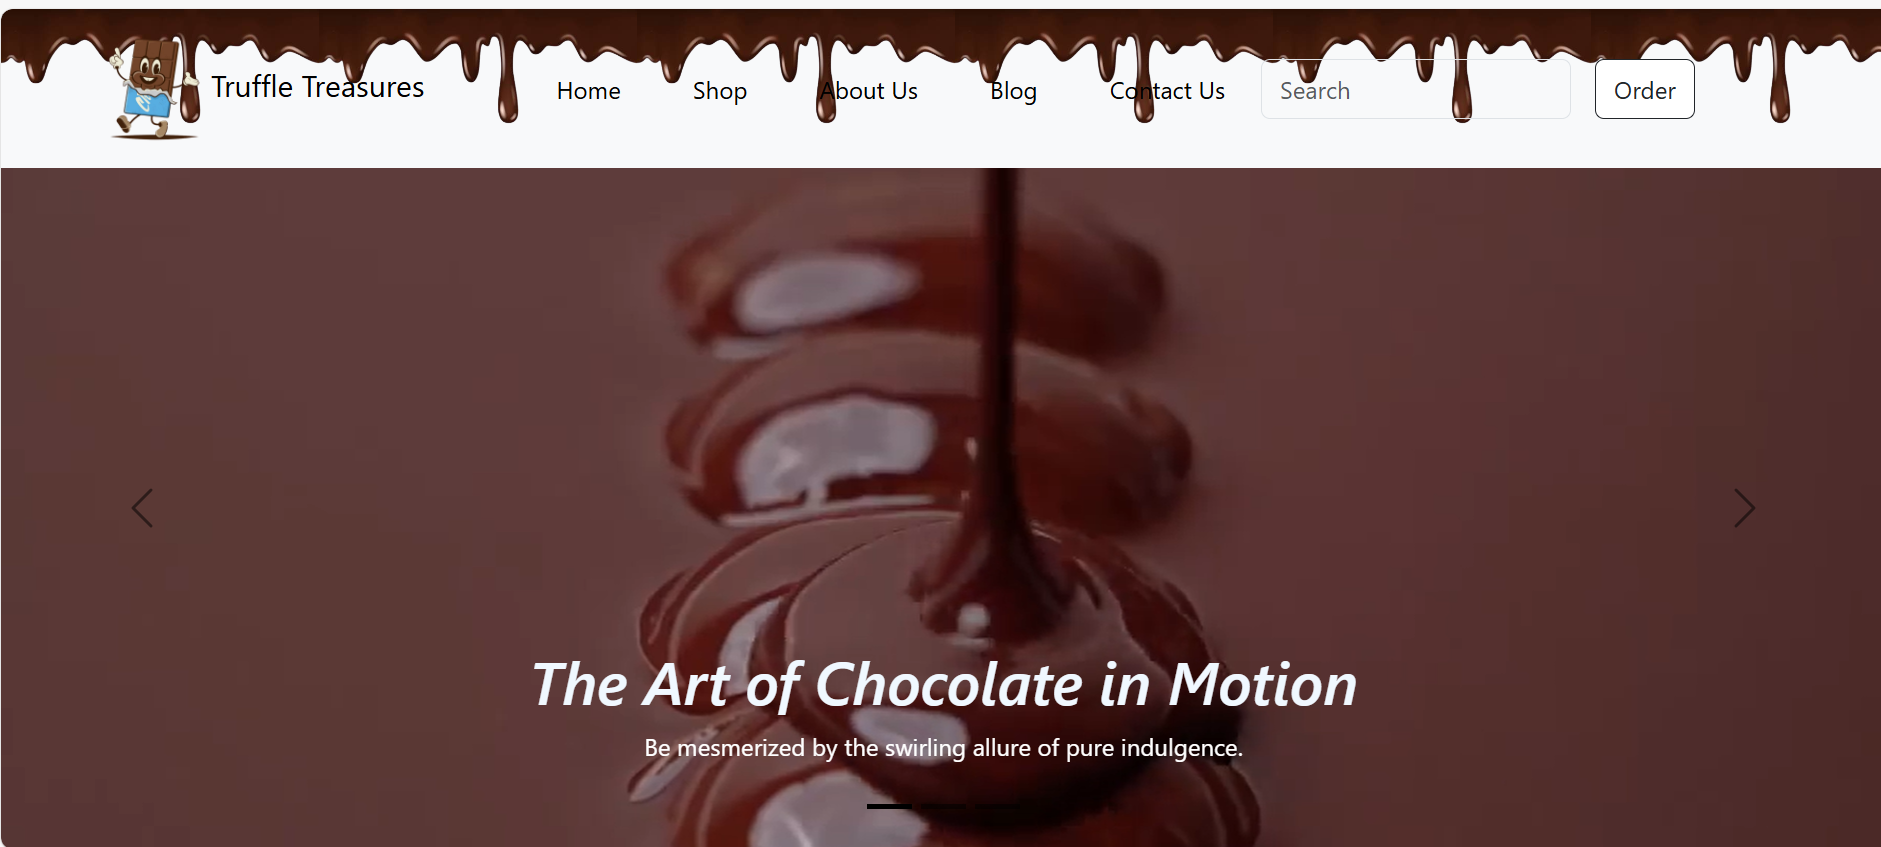 Truffle Treasures
Home
Shop
About Us
Blog
Contact Us
Search
Order
The Art of Chocolate in Motion
Be mesmerized by the swirling allure of pure indulgence.